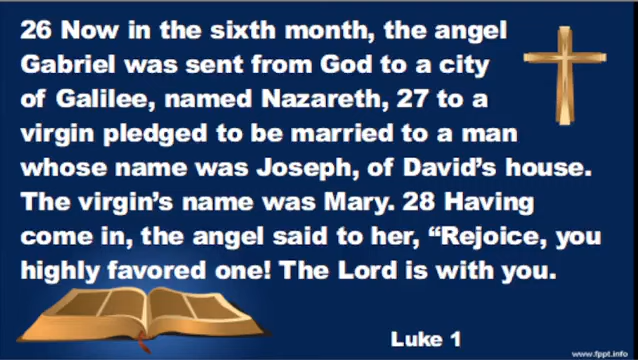 26 Now in the sixth month, the angel
Gabriel was sent from God to a city
of Galilee, named Nazareth, 27 to a
virgin pledged to be married to a man
whose name was Joseph, of David’s house.
The virgin’s name was Mary. 28 Having
come in, the angel said to her, “Rejoice, you
highly favored one! The Lord is with you.
Luke 1
www.fppt.info